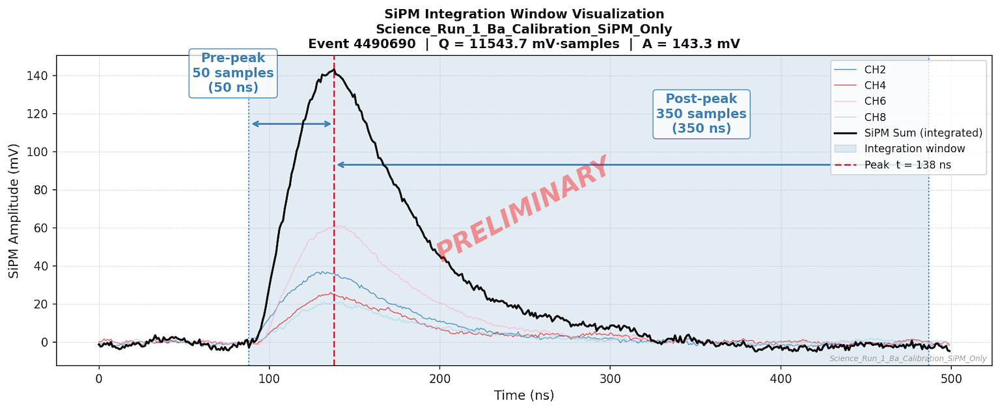 SiPM Integration Window Visualization
Science_Run_1_Ba_Calibration_SiPM_Only
Event 4490690 | Q = 11543.7 mV·samples | A = 143.3 mV
Pre-peak
50 samples
(50 ns)
Post-peak
350 samples
(350 ns)
CH2
CH4
CH6
CH8
SiPM Sum (integrated)
Integration window
Peak t = 138 ns
PRELIMINARY
SiPM Amplitude (mV)
140
120
100
80
60
40
20
0
Science_Run_1_Ba_Calibration_SiPM_Only
0 100 200 300 400 500
Time (ns)